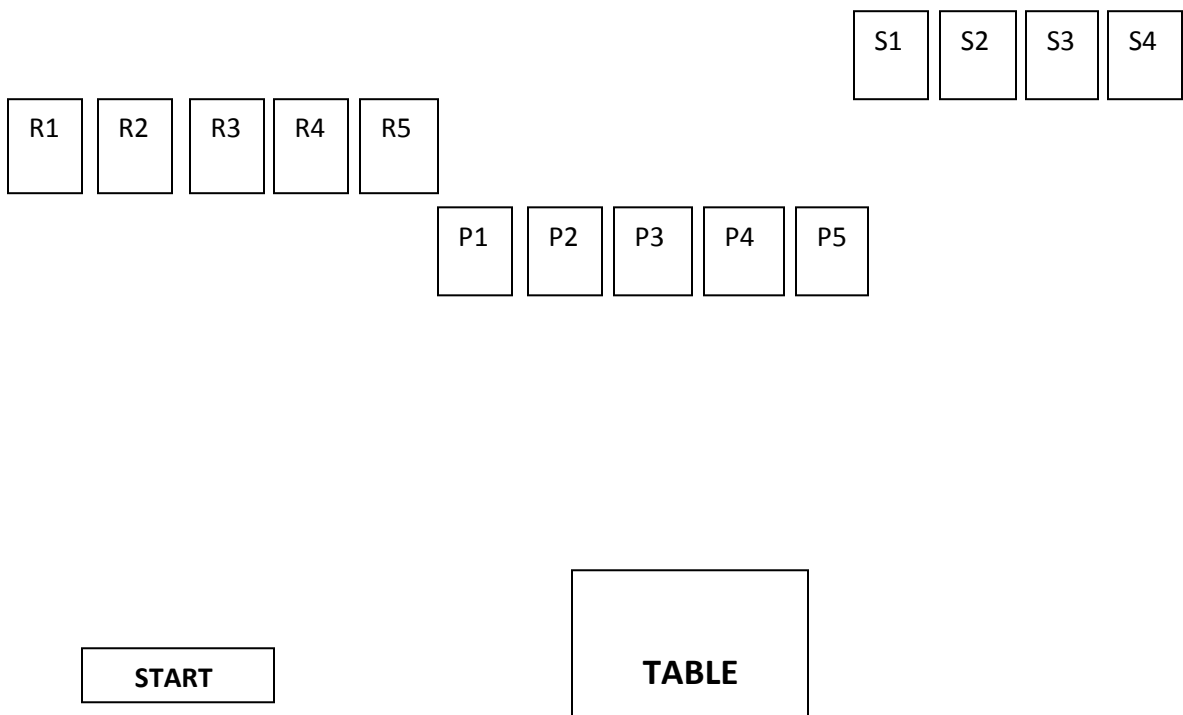 S1 S2 S3 S4
R1 R2 R3 R4 R5
P1 P2 P3 P4 P5
START TABLE